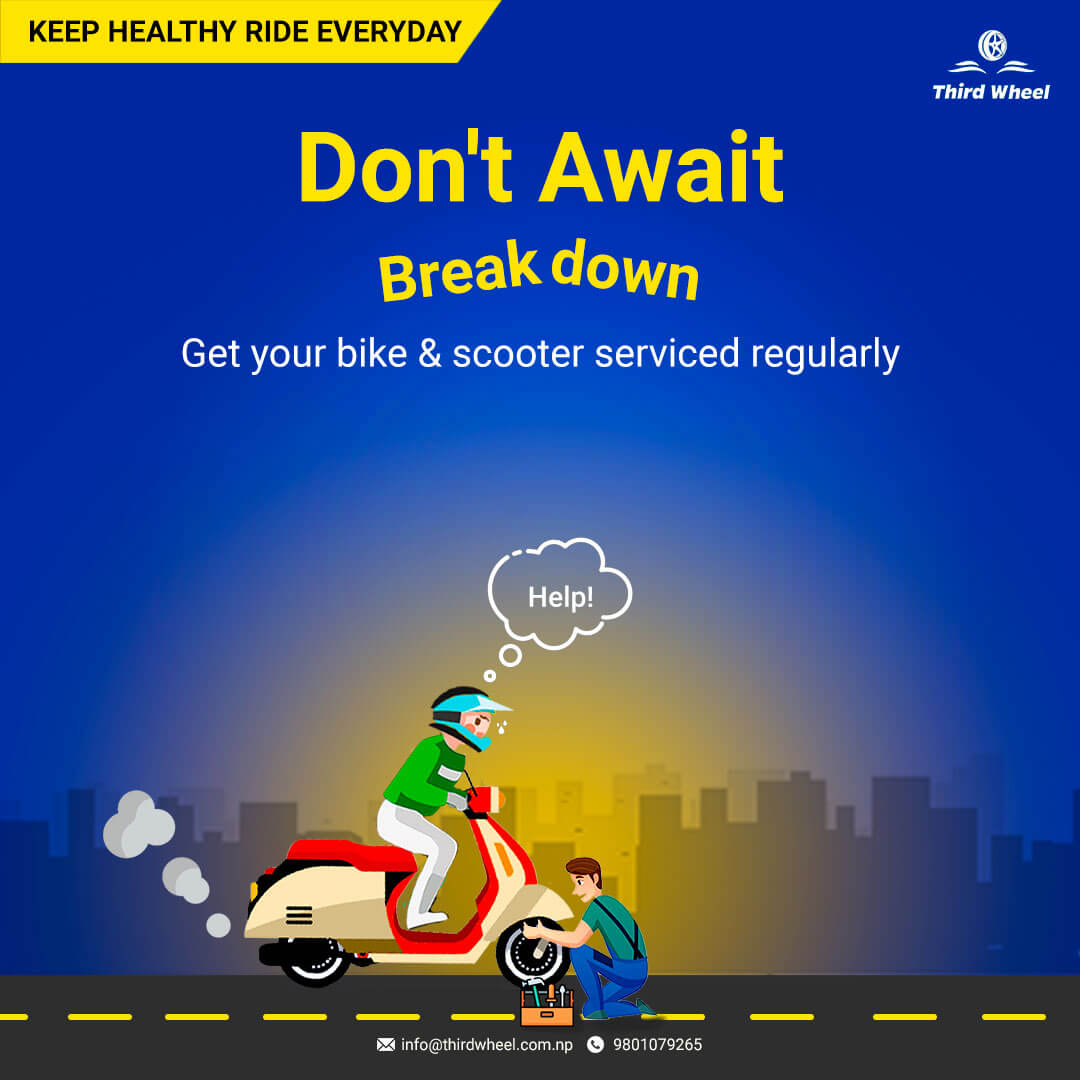 KEEP HEALTHY RIDE EVERYDAY
Third Wheel
Don't Await
Break down
Get your bike & scooter serviced regularly
Help!
info@thirdwheel.com.np 9801079265